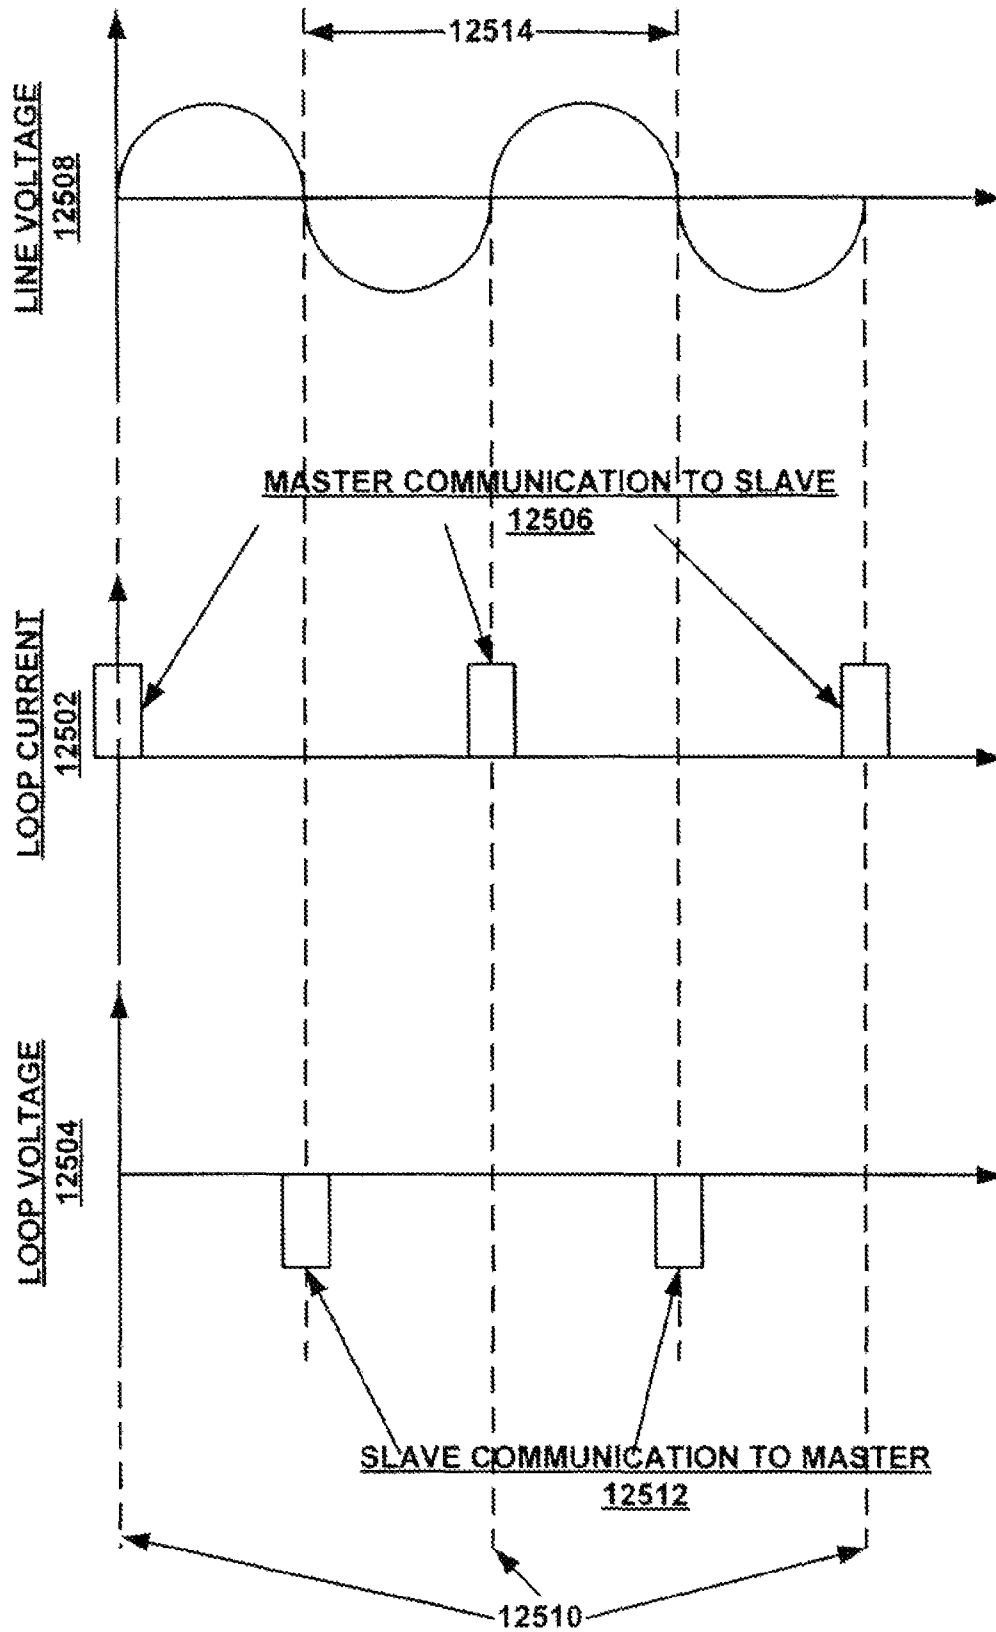 12514
LINE VOLTAGE
12508
MASTER COMMUNICATION TO SLAVE
12506
LOOP CURRENT
12502
LOOP VOLTAGE
12504
SLAVE COMMUNICATION TO MASTER
12512
12510